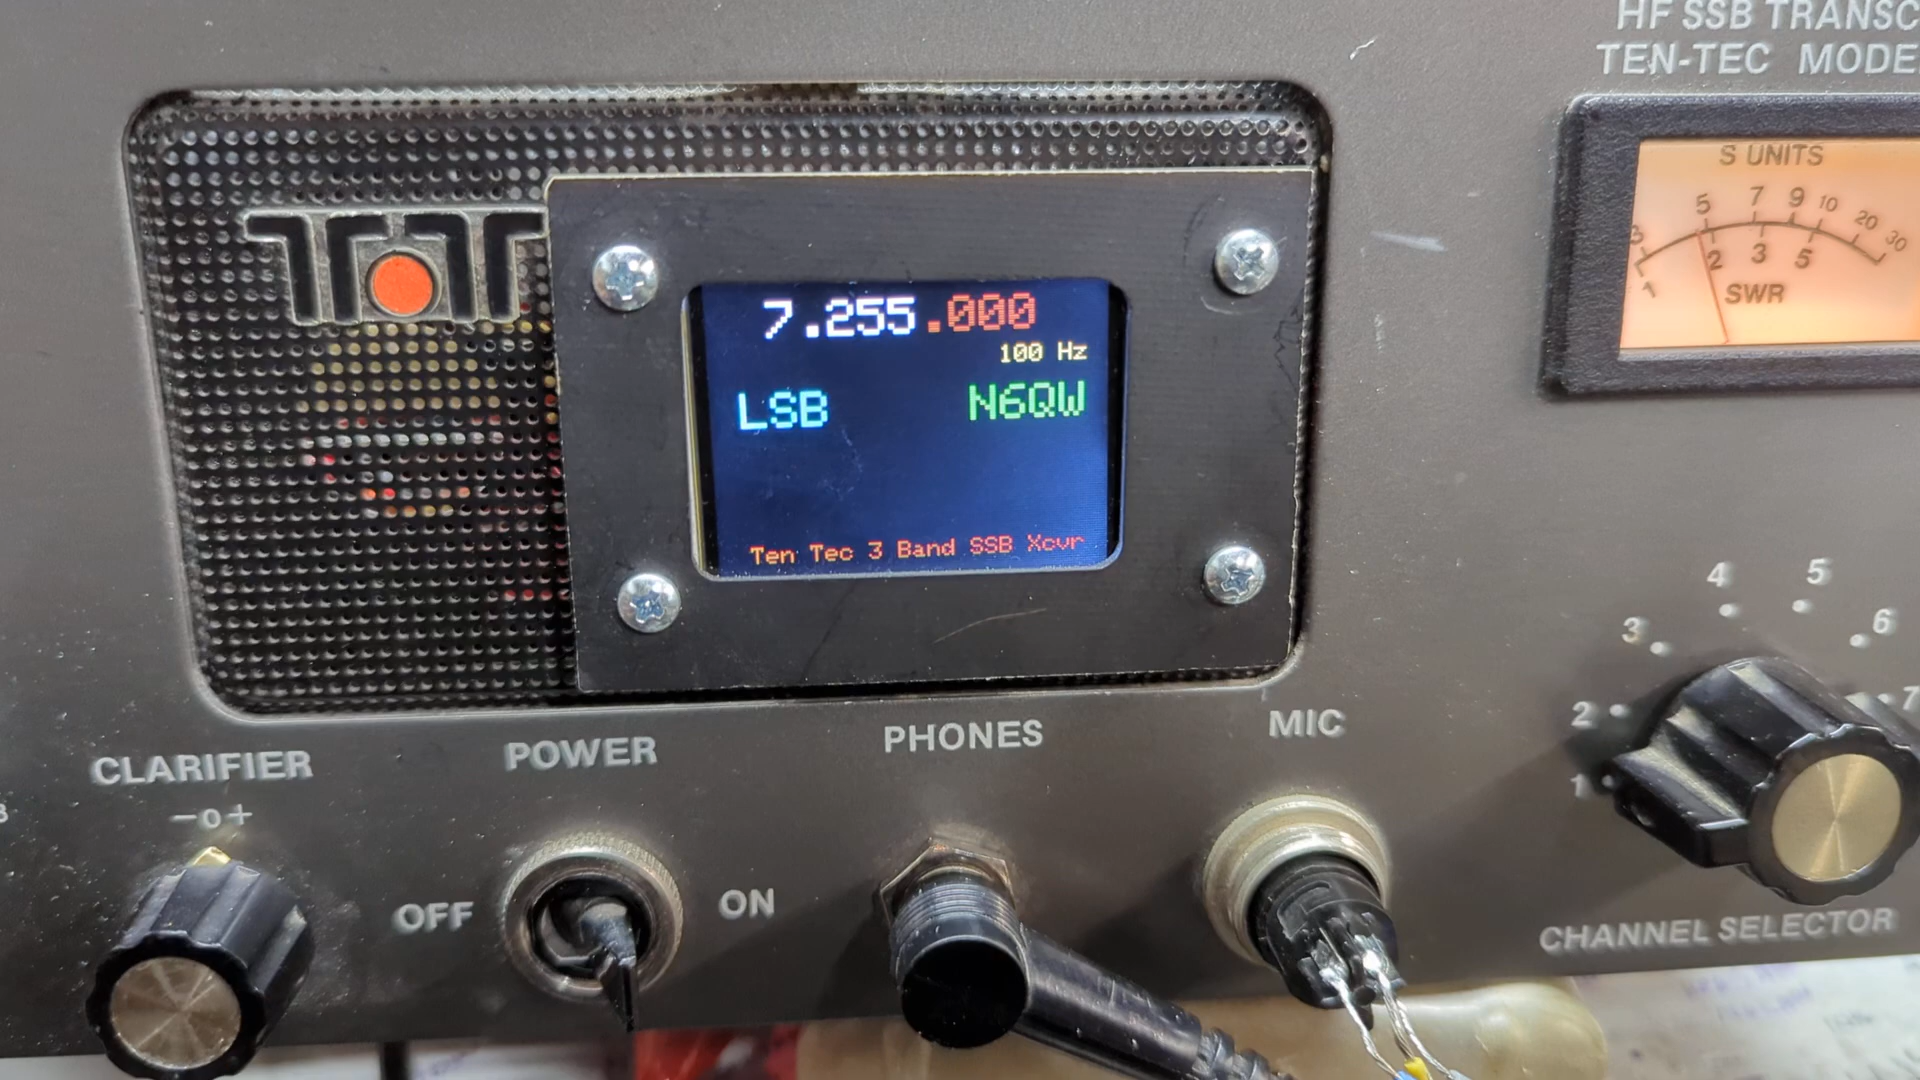 HF SSB TRANSC
TEN-TEC MODE
S UNITS
3 5 7 9 10 20 30
1 2 3 5
SWR
7.255.000
100 Hz
LSB N6QW
Ten Tec 3 Band SSB Xcvr
CLARIFIER
-o+
POWER
OFF ON
PHONES
MIC
1 2 3 4 5 6 7
CHANNEL SELECTOR